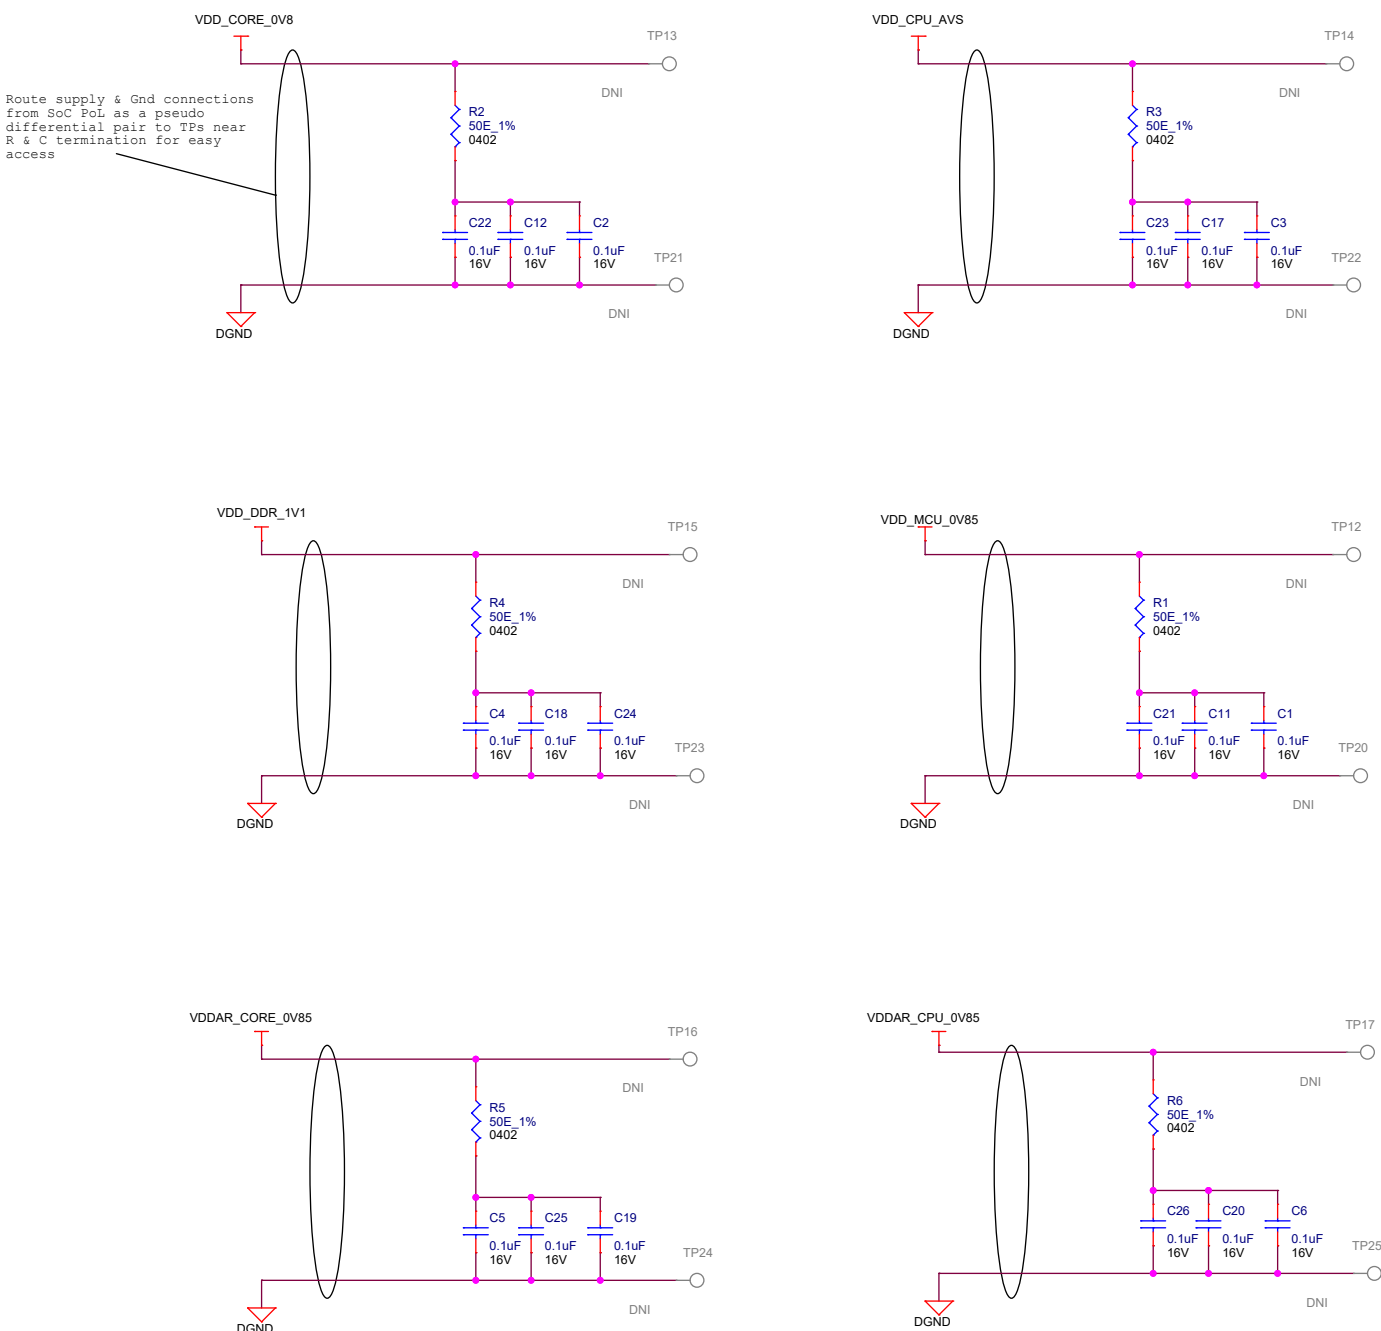 VDD_CORE_0V8
TP13
DNI
Route supply & Gnd connections
from SoC PoL as a pseudo
differential pair to TPs near
R & C termination for easy
access
R2
50E_1%
0402
C22
0.1uF
16V
C12
0.1uF
16V
C2
0.1uF
16V
TP21
DNI
DGND
VDD_CPU_AVS
TP14
DNI
R3
50E_1%
0402
C23
0.1uF
16V
C17
0.1uF
16V
C3
0.1uF
16V
TP22
DNI
DGND
VDD_DDR_1V1
TP15
DNI
R4
50E_1%
0402
C4
0.1uF
16V
C18
0.1uF
16V
C24
0.1uF
16V
TP23
DNI
DGND
VDD_MCU_0V85
TP12
DNI
R1
50E_1%
0402
C21
0.1uF
16V
C11
0.1uF
16V
C1
0.1uF
16V
TP20
DNI
DGND
VDDAR_CORE_0V85
TP16
DNI
R5
50E_1%
0402
C5
0.1uF
16V
C25
0.1uF
16V
C19
0.1uF
16V
TP24
DNI
DGND
VDDAR_CPU_0V85
TP17
DNI
R6
50E_1%
0402
C26
0.1uF
16V
C20
0.1uF
16V
C6
0.1uF
16V
TP25
DNI
DGND